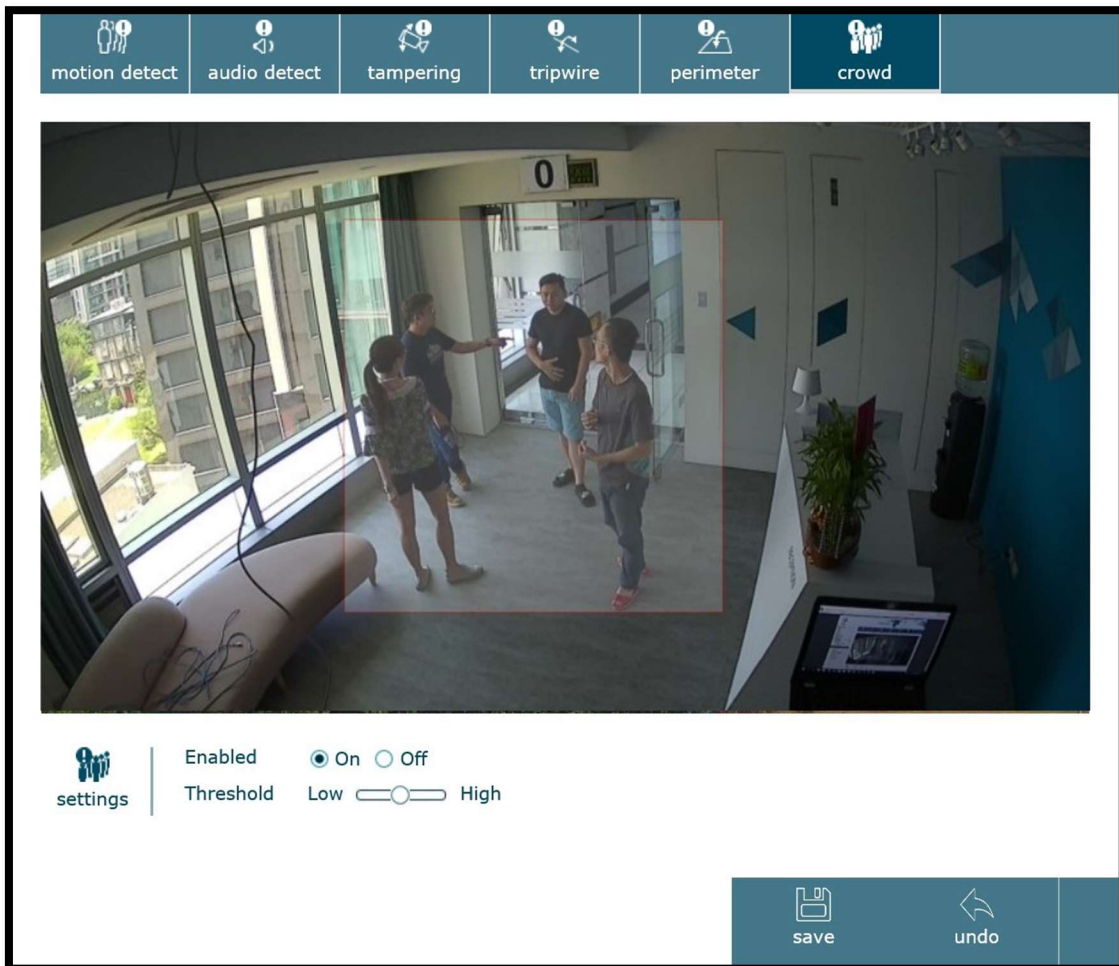 motion detect
audio detect
tampering
tripwire
perimeter
crowd
0
settings
Enabled On Off
Threshold Low High
save
undo